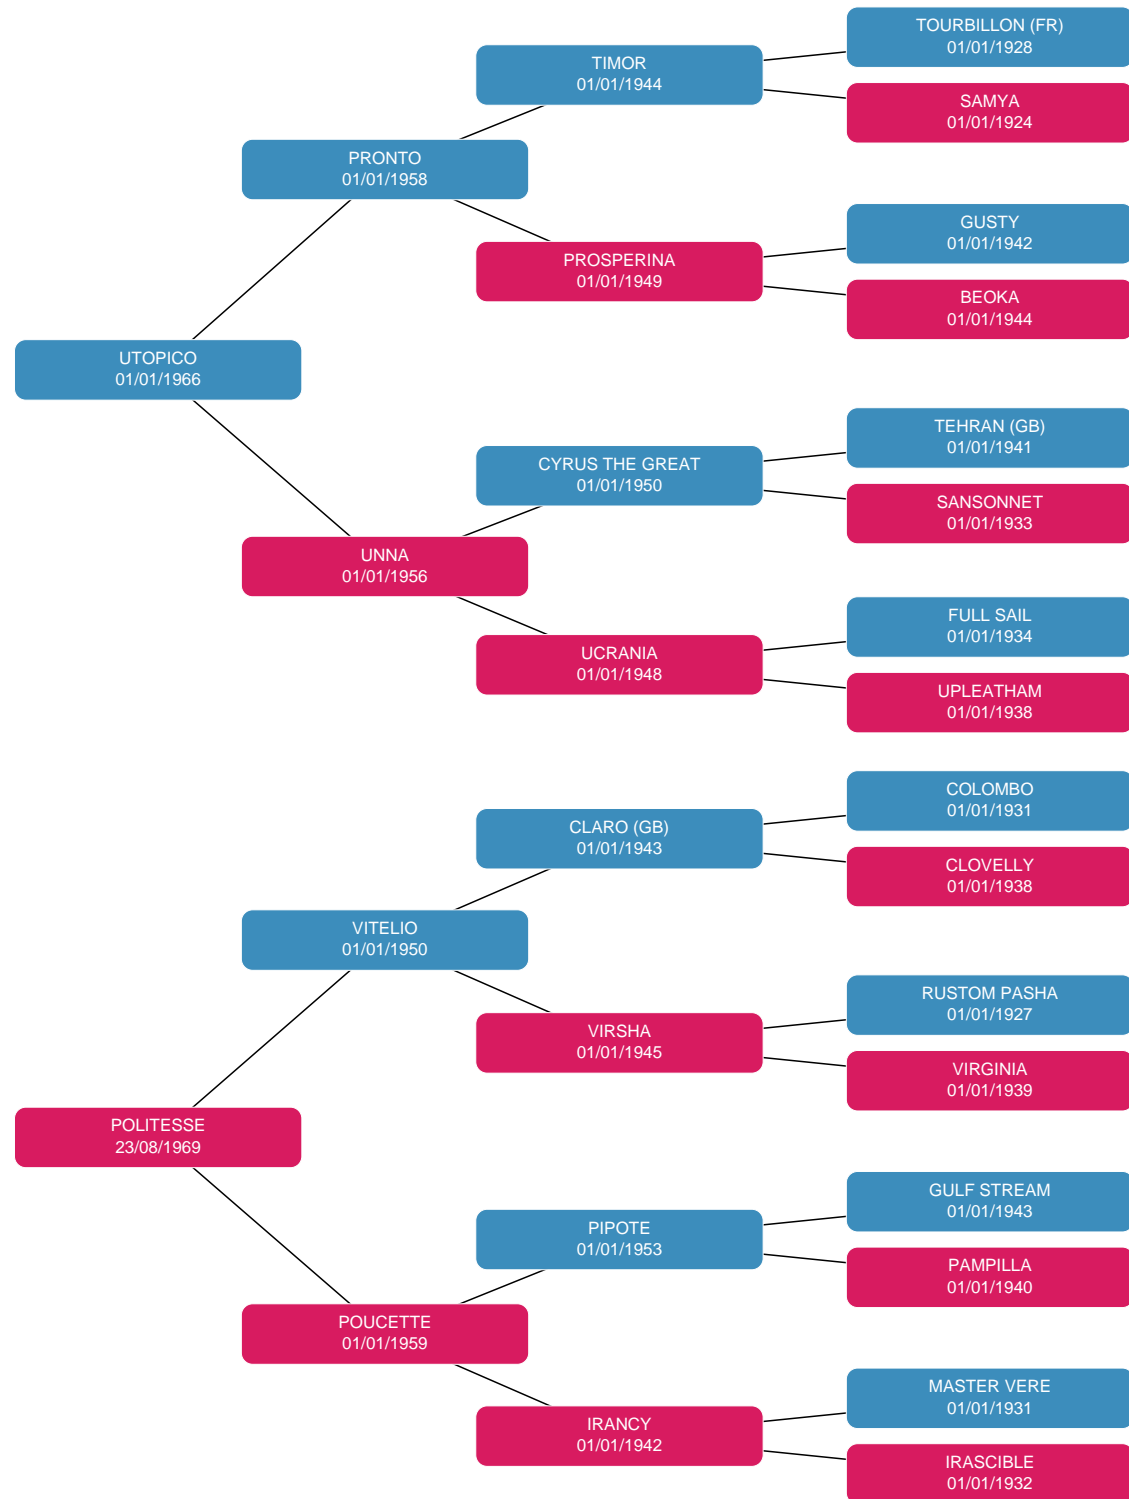 TOURBILLON (FR)
01/01/1928
TIMOR
01/01/1944
SAMYA
01/01/1924
PRONTO
01/01/1958
GUSTY
01/01/1942
PROSPERINA
01/01/1949
BEOKA
01/01/1944
UTOPICO
01/01/1966
TEHRAN (GB)
01/01/1941
CYRUS THE GREAT
01/01/1950
SANSONNET
01/01/1933
UNNA
01/01/1956
FULL SAIL
01/01/1934
UCRANIA
01/01/1948
UPLEATHAM
01/01/1938
COLOMBO
01/01/1931
CLARO (GB)
01/01/1943
CLOVELLY
01/01/1938
VITELIO
01/01/1950
RUSTOM PASHA
01/01/1927
VIRSHA
01/01/1945
VIRGINIA
01/01/1939
POLITESSE
23/08/1969
GULF STREAM
01/01/1943
PIPOTE
01/01/1953
PAMPILLA
01/01/1940
POUCETTE
01/01/1959
MASTER VERE
01/01/1931
IRANCY
01/01/1942
IRASCIBLE
01/01/1932